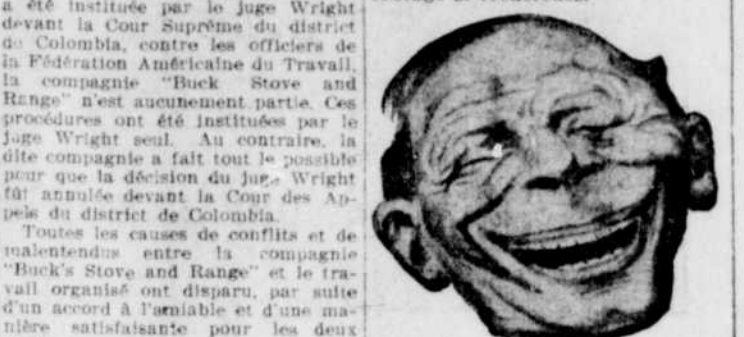 a été instituée par le juge Wright
devant la Cour Suprême du district
de Colombia, contre les officiers de
la Fédération Américaine du Travail,
la compagnie "Buck Stove and
Range" n'est aucunement partie. Ces
procédures ont été instituées par le
juge Wright seul. Au contraire, la
dite compagnie a fait tout le possible
pour que la décision du juge Wright
fût annulée devant la Cour des Ap-
pels du district de Colombia.
Toutes les causes de conflits et de
malentendus entre la compagnie
"Buck's Stove and Range" et le tra-
vail organisé ont disparu, par suite
d'un accord à l'amiable et d'une ma-
nière satisfaisante pour les deux